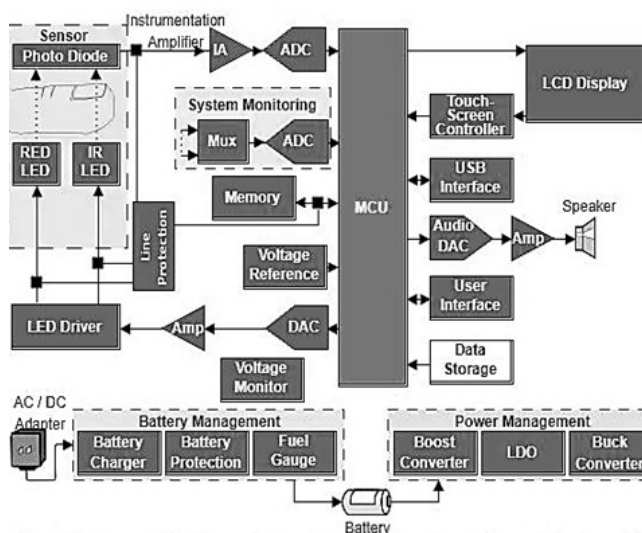 Sensor
Instrumentation
Amplifier
Photo Diode
IA
ADC
LCD Display
System Monitoring
Mux
ADC
Touch-
Screen
Controller
RED
LED
IR
LED
Memory
MCU
USB
Interface
Speaker
Line
Protection
Audio
DAC
Amp
Voltage
Reference
User
Interface
LED Driver
Amp
DAC
Data
Storage
Voltage
Monitor
AC / DC
Adapter
Battery Management
Power Management
Battery
Charger
Battery
Protection
Fuel
Gauge
Boost
Converter
LDO
Buck
Converter
Battery